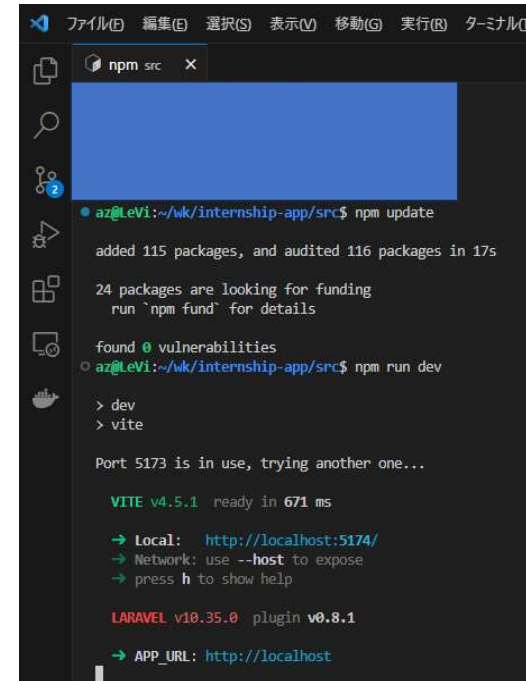 ファイル(F) 編集(E) 選択(S) 表示(V) 移動(G) 実行(R) ターミナル(T
npm src
2
az@LeVi:~/wk/internship-app/src$ npm update
added 115 packages, and audited 116 packages in 17s
24 packages are looking for funding
run `npm fund` for details
found 0 vulnerabilities
az@LeVi:~/wk/internship-app/src$ npm run dev
> dev
> vite
Port 5173 is in use, trying another one...
VITE v4.5.1 ready in 671 ms
➜ Local: http://localhost:5174/
➜ Network: use --host to expose
➜ press h to show help
LARAVEL v10.35.0 plugin v0.8.1
➜ APP_URL: http://localhost